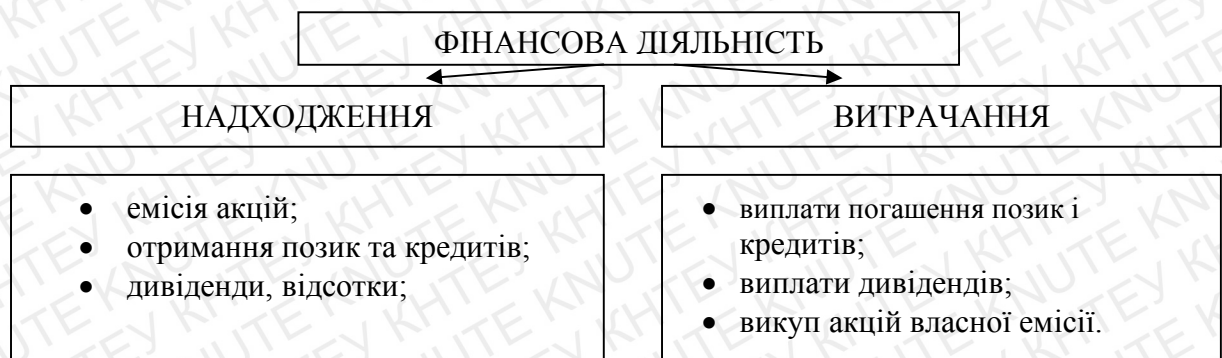 ФІНАНСОВА ДІЯЛЬНІСТЬ
НАДХОДЖЕННЯ
ВИТРАЧАННЯ
• емісія акцій;
• отримання позик та кредитів;
• дивіденди, відсотки;
• виплати погашення позик і
кредитів;
• виплати дивідендів;
• викуп акцій власної емісії.